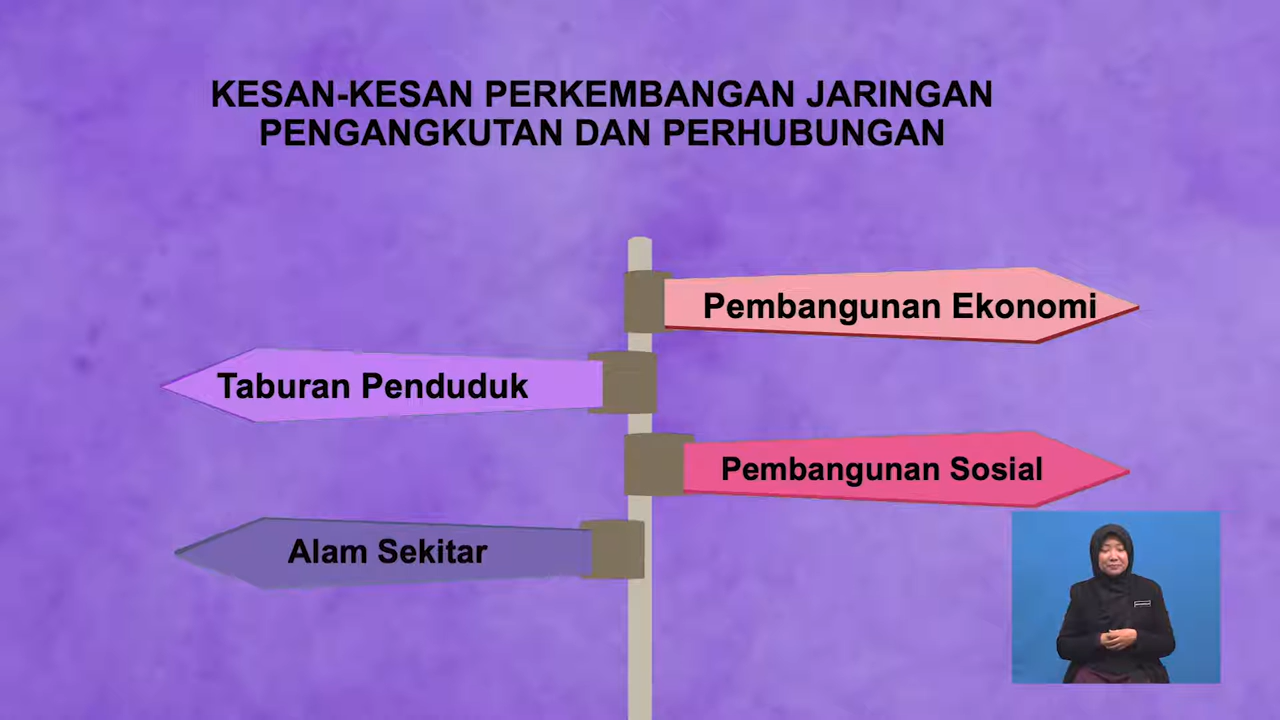 KESAN-KESAN PERKEMBANGAN JARINGAN
PENGANGKUTAN DAN PERHUBUNGAN
Pembangunan Ekonomi
Taburan Penduduk
Pembangunan Sosial
Alam Sekitar